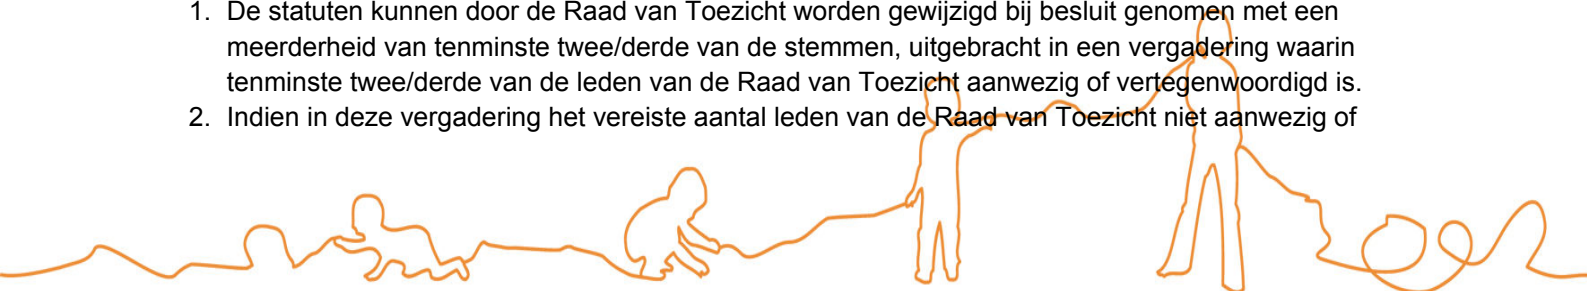 1. De statuten kunnen door de Raad van Toezicht worden gewijzigd bij besluit genomen met een
meerderheid van tenminste twee/derde van de stemmen, uitgebracht in een vergadering waarin
tenminste twee/derde van de leden van de Raad van Toezicht aanwezig of vertegenwoordigd is.
2. Indien in deze vergadering het vereiste aantal leden van de Raad van Toezicht niet aanwezig of